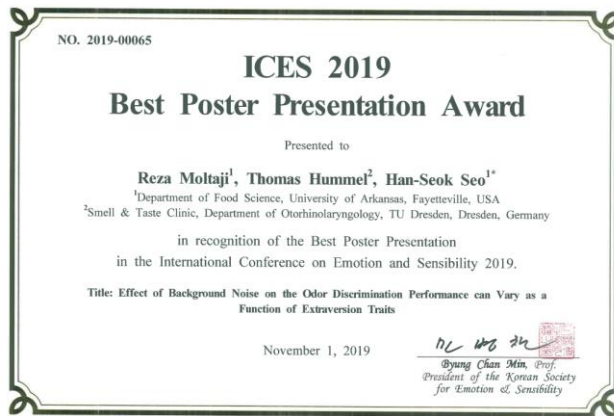 NO. 2019-00065
ICES 2019
Best Poster Presentation Award
Presented to
Reza Moltaji¹, Thomas Hummel², Han-Seok Seo¹*
¹Department of Food Science, University of Arkansas, Fayetteville, USA
²Smell & Taste Clinic, Department of Otorhinolaryngology, TU Dresden, Dresden, Germany
in recognition of the Best Poster Presentation
in the International Conference on Emotion and Sensibility 2019.
Title: Effect of Background Noise on the Odor Discrimination Performance can Vary as a
Function of Extraversion Traits
November 1, 2019
Byung Chan Min, Prof.
President of the Korean Society
for Emotion & Sensibility